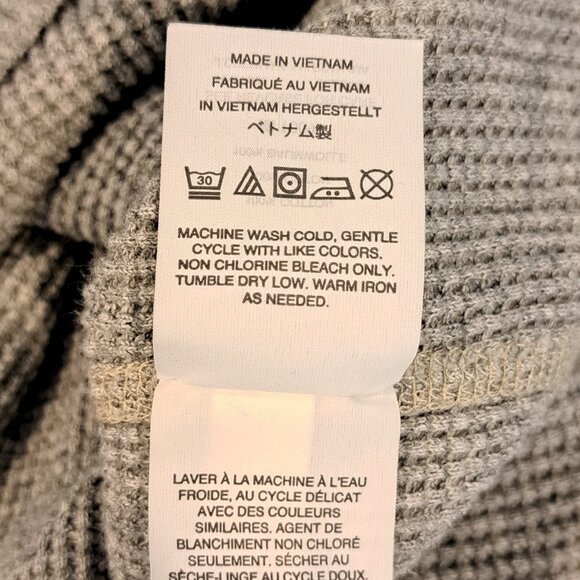 MADE IN VIETNAM
FABRIQUÉ AU VIETNAM
IN VIETNAM HERGESTELLT
ベトナム製
30
MACHINE WASH COLD, GENTLE
CYCLE WITH LIKE COLORS.
NON CHLORINE BLEACH ONLY.
TUMBLE DRY LOW. WARM IRON
AS NEEDED.
LAVER À LA MACHINE À L'EAU
FROIDE, AU CYCLE DÉLICAT
AVEC DES COULEURS
SIMILAIRES. AGENT DE
BLANCHIMENT NON CHLORÉ
SEULEMENT. SÉCHER AU
SÈCHE-LINGE AU CYCLE DOUX.